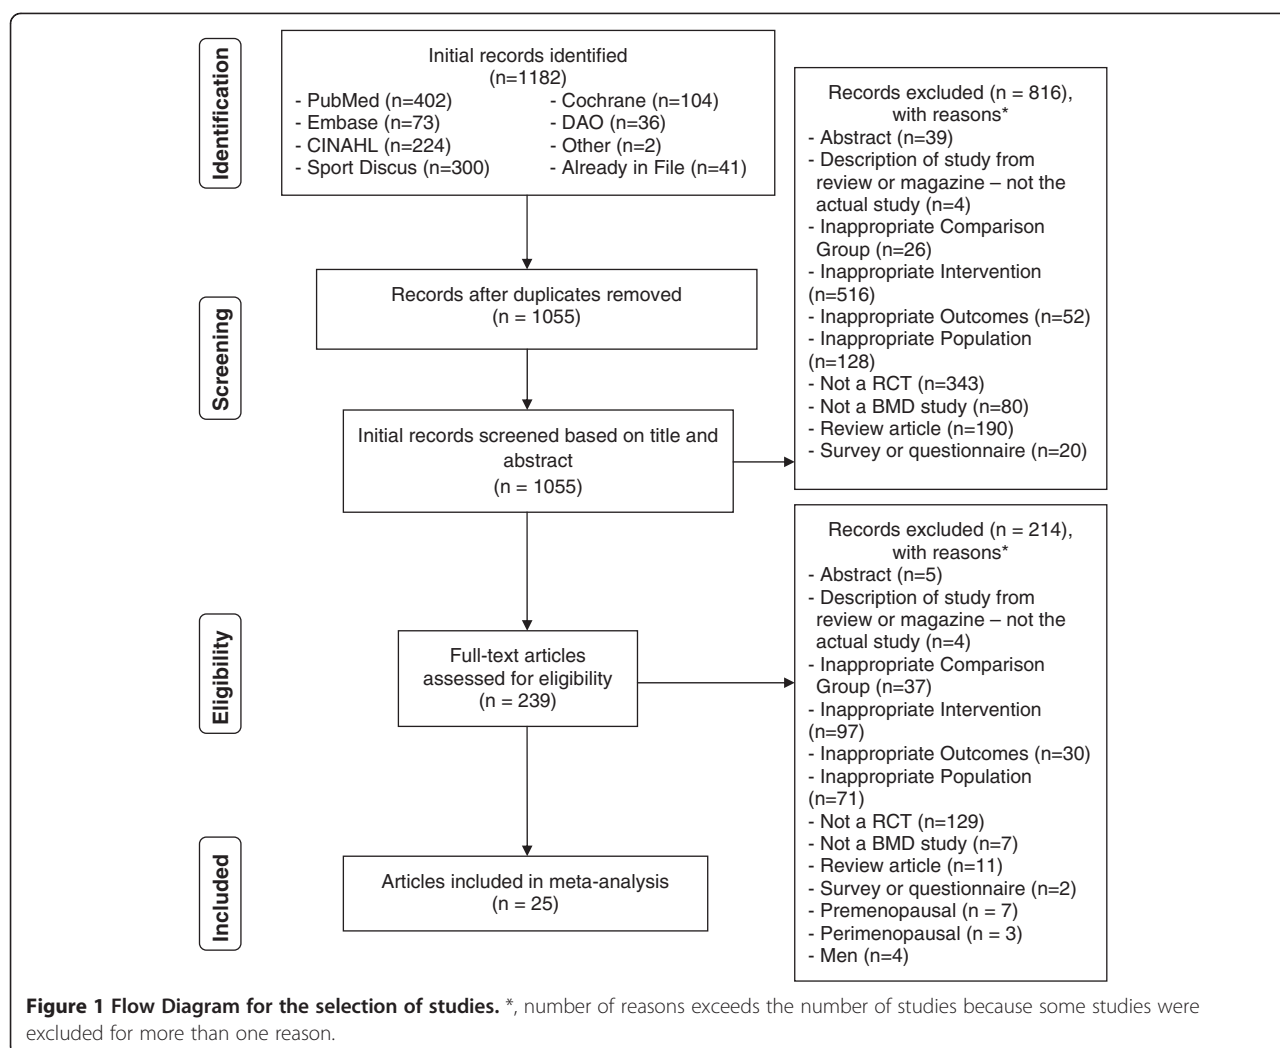 Identification
Initial records identified
(n=1182)
- PubMed (n=402)
- Embase (n=73)
- CINAHL (n=224)
- Sport Discus (n=300)
- Cochrane (n=104)
- DAO (n=36)
- Other (n=2)
- Already in File (n=41)
Records excluded (n = 816),
with reasons*
- Abstract (n=39)
- Description of study from
review or magazine – not the
actual study (n=4)
- Inappropriate Comparison
Group (n=26)
- Inappropriate Intervention
(n=516)
- Inappropriate Outcomes (n=52)
- Inappropriate Population
(n=128)
- Not a RCT (n=343)
- Not a BMD study (n=80)
- Review article (n=190)
- Survey or questionnaire (n=20)
Screening
Records after duplicates removed
(n = 1055)
Initial records screened based on title and
abstract
(n = 1055)
Eligibility
Full-text articles
assessed for eligibility
(n = 239)
Records excluded (n = 214),
with reasons*
- Abstract (n=5)
- Description of study from
review or magazine – not the
actual study (n=4)
- Inappropriate Comparison
Group (n=37)
- Inappropriate Intervention
(n=97)
- Inappropriate Outcomes (n=30)
- Inappropriate Population
(n=71)
- Not a RCT (n=129)
- Not a BMD study (n=7)
- Review article (n=11)
- Survey or questionnaire (n=2)
- Premenopausal (n = 7)
- Perimenopausal (n = 3)
- Men (n=4)
Included
Articles included in meta-analysis
(n = 25)
Figure 1 Flow Diagram for the selection of studies. *, number of reasons exceeds the number of studies because some studies were
excluded for more than one reason.